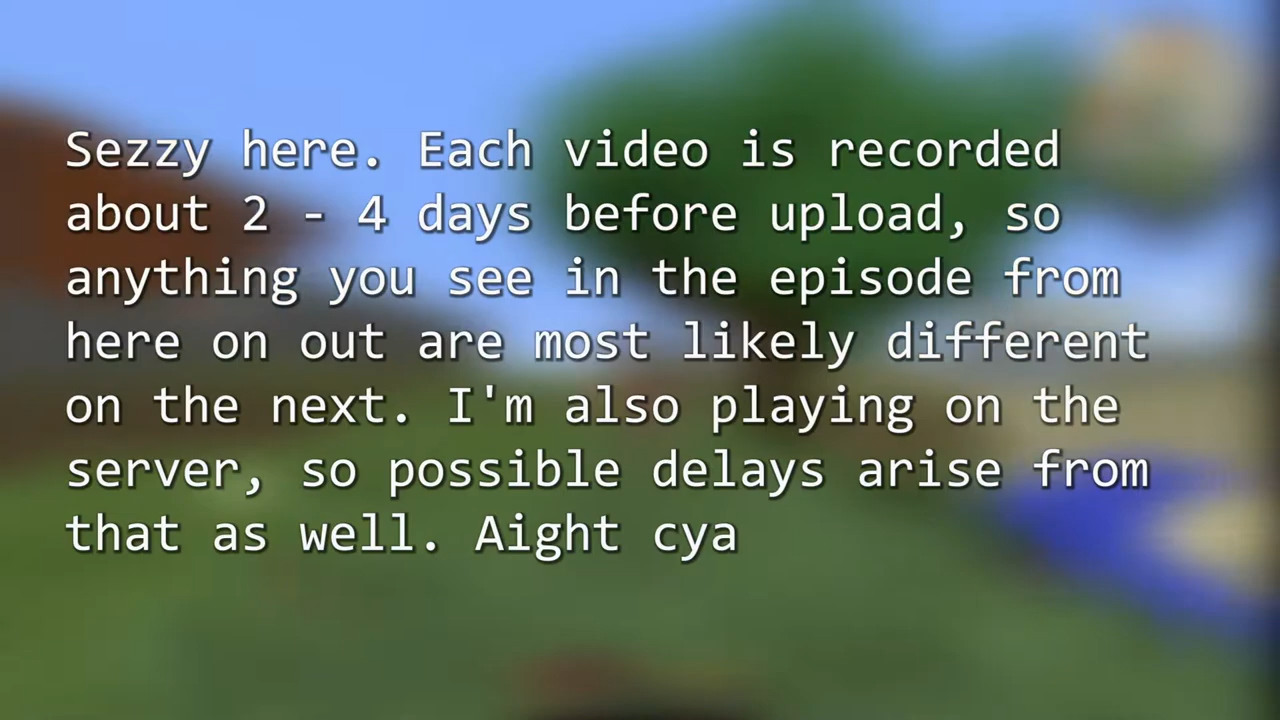 Sezzy here. Each video is recorded
about 2 - 4 days before upload, so
anything you see in the episode from
here on out are most likely different
on the next. I'm also playing on the
server, so possible delays arise from
that as well. Aight cya